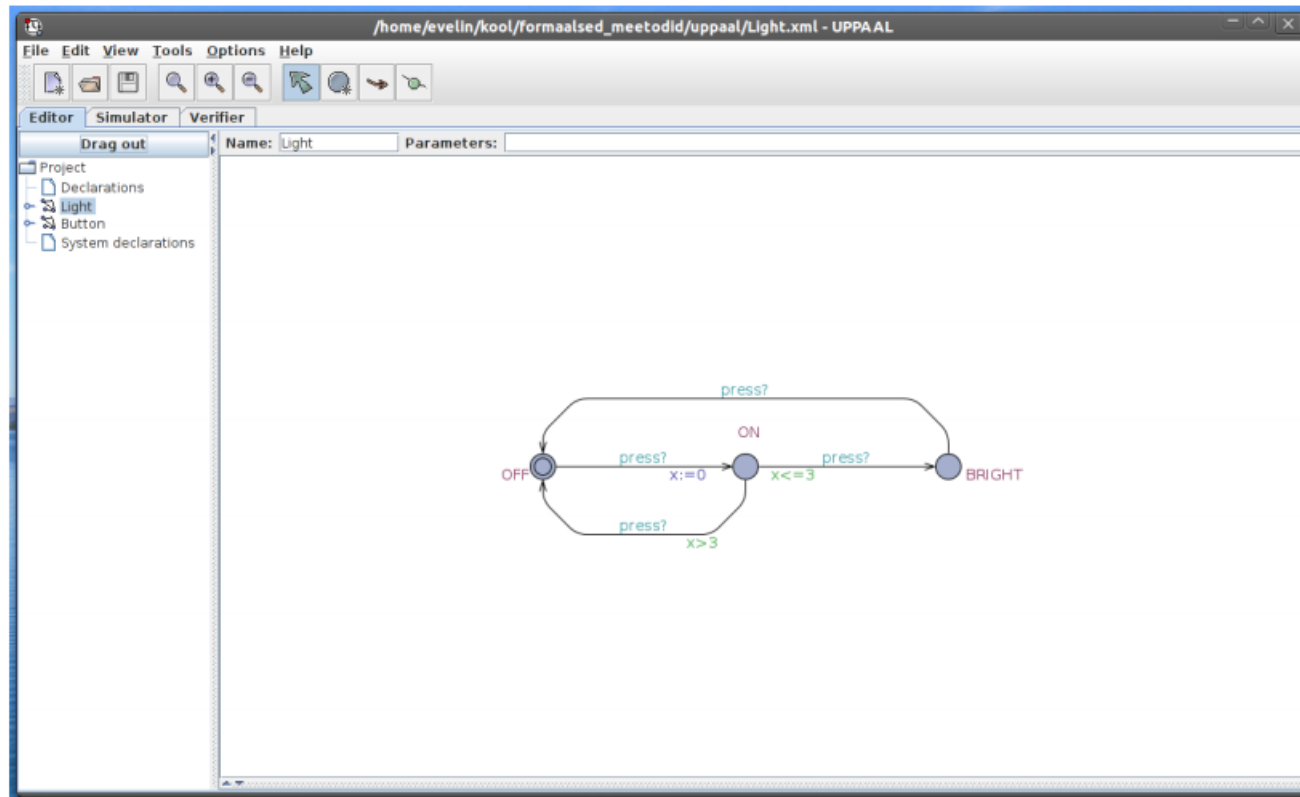 /home/evelin/kool/formaalsed_meetodid/uppaal/Light.xml - UPPAAL
File Edit View Tools Options Help
Editor Simulator Verifier
Drag out
Name: Light Parameters:
Project
Declarations
Light
Button
System declarations
press?
ON
press? press?
OFF x:=0 x<=3 BRIGHT
press?
x>3